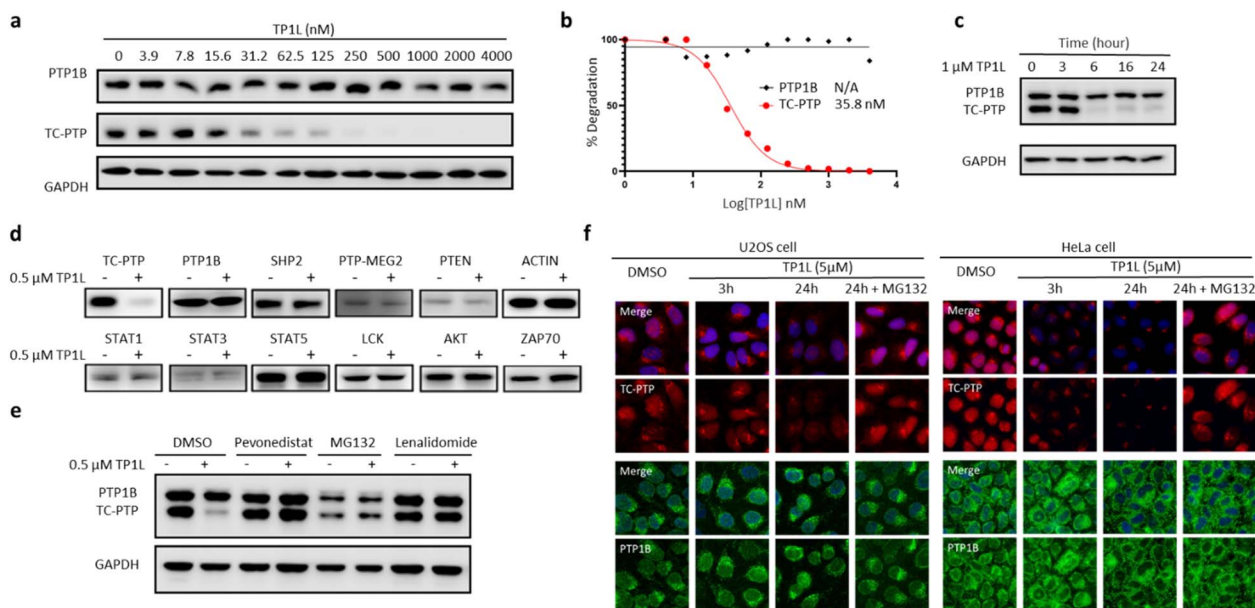 a
TP1L (nM)
0 3.9 7.8 15.6 31.2 62.5 125 250 500 1000 2000 4000
PTP1B
TC-PTP
GAPDH
b
% Degradation
100
50
0
0 1 2 3 4
Log[TP1L] nM
PTP1B N/A
TC-PTP 35.8 nM
c
Time (hour)
1 µM TP1L 0 3 6 16 24
PTP1B
TC-PTP
GAPDH
d
TC-PTP PTP1B SHP2 PTP-MEG2 PTEN ACTIN
0.5 µM TP1L - + - + - + - + - + - +
STAT1 STAT3 STAT5 LCK AKT ZAP70
0.5 µM TP1L - + - + - + - + - + - +
e
DMSO Pevonedistat MG132 Lenalidomide
0.5 µM TP1L - + - + - + - +
PTP1B
TC-PTP
GAPDH
f
U2OS cell
DMSO TP1L (5µM)
3h 24h 24h + MG132
Merge
TC-PTP
Merge
PTP1B
HeLa cell
DMSO TP1L (5µM)
3h 24h 24h + MG132
Merge
TC-PTP
Merge
PTP1B